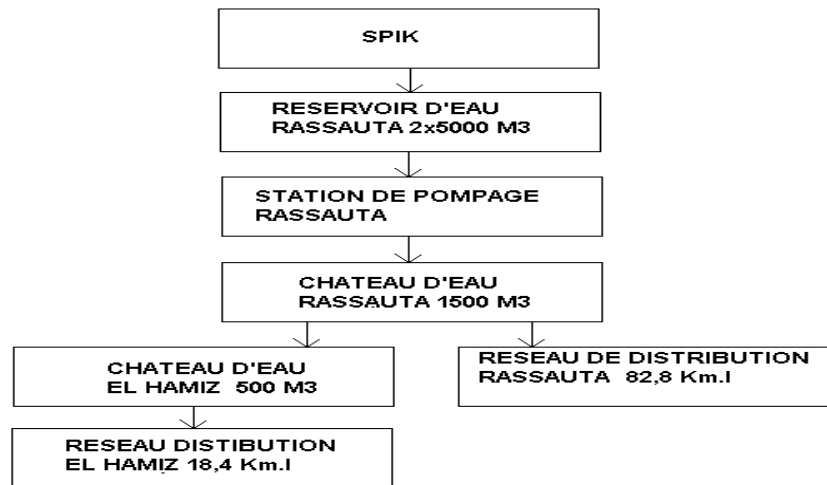 SPIK
RESERVOIR D'EAU
RASSAUTA 2x5000 M3
STATION DE POMPAGE
RASSAUTA
CHATEAU D'EAU
RASSAUTA 1500 M3
CHATEAU D'EAU
EL HAMIZ 500 M3
RESEAU DE DISTRIBUTION
RASSAUTA 82,8 Km.l
RESEAU DISTIBUTION
EL HAMIZ 18,4 Km.l